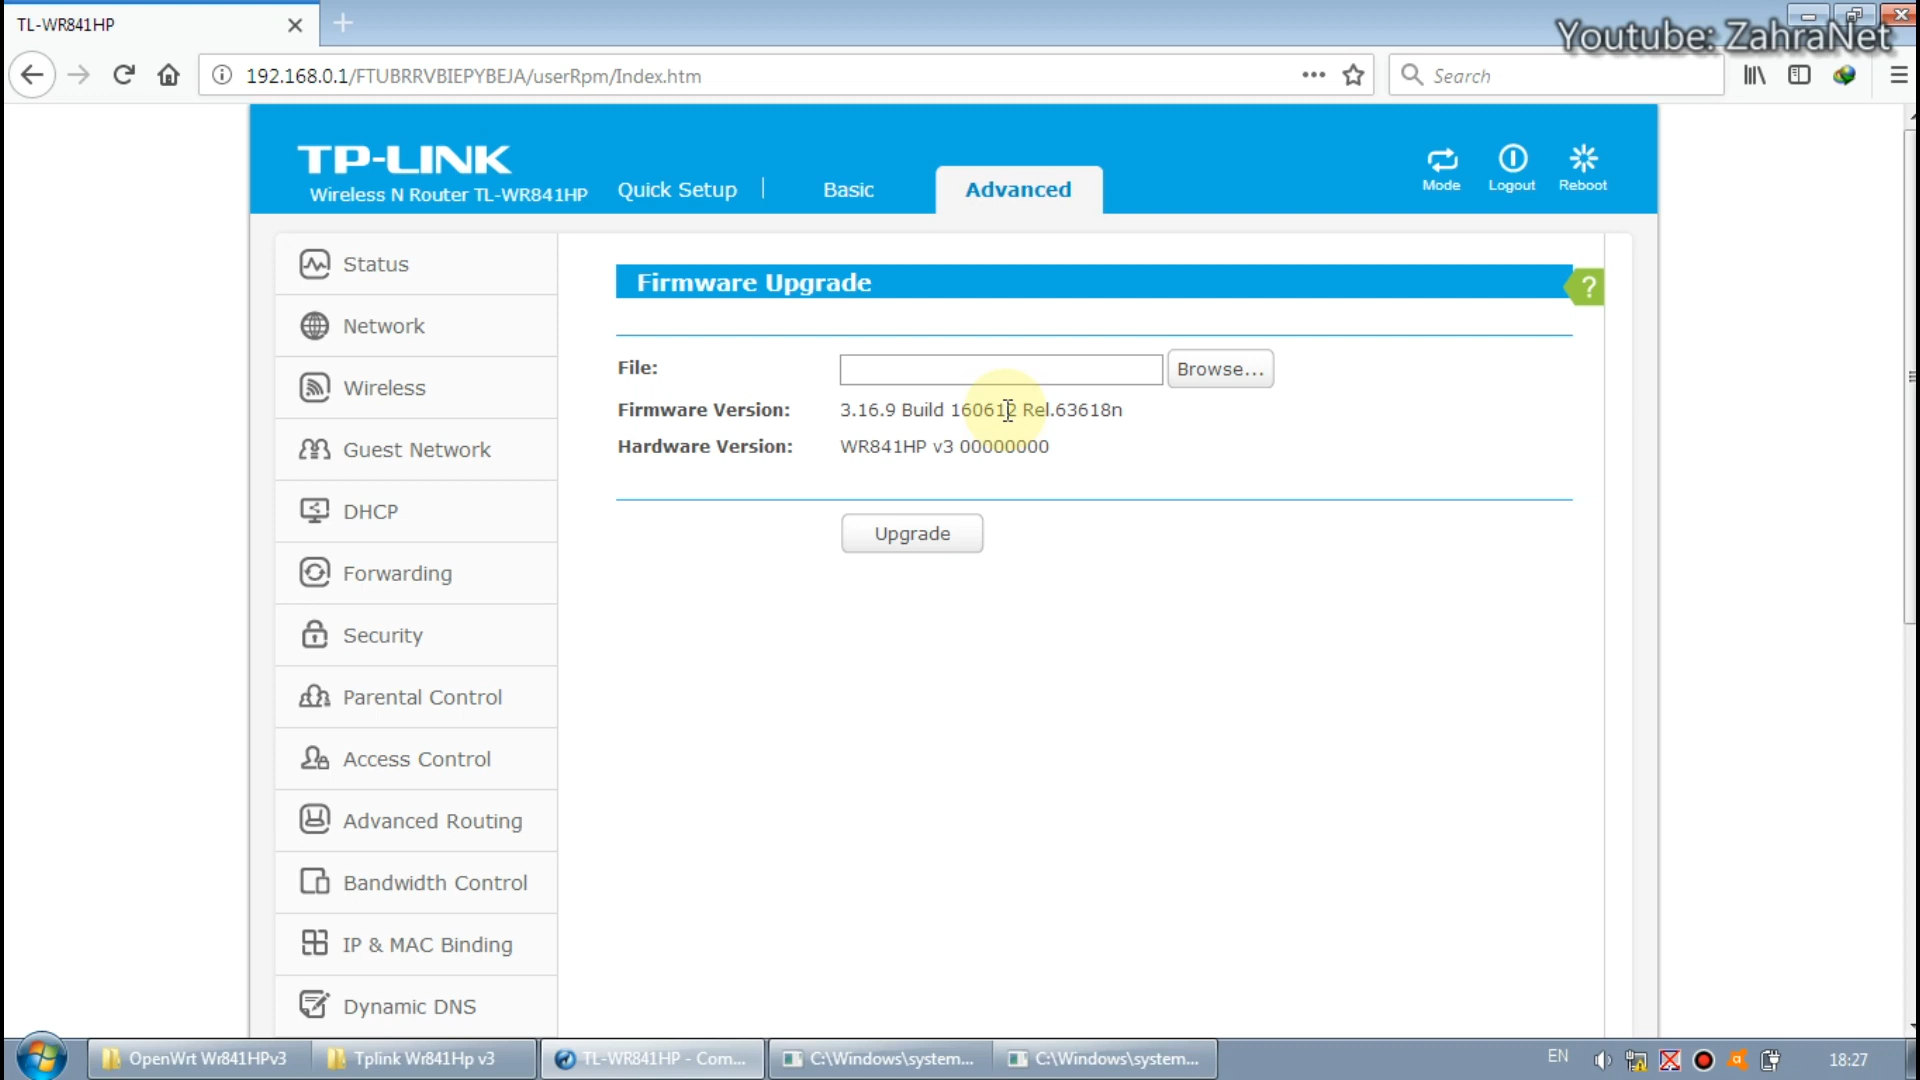 TL-WR841HP
Youtube: ZahraNet
192.168.0.1/FTUBRRVBIEPYBEJA/userRpm/Index.htm
Search
TP-LINK
Wireless N Router TL-WR841HP
Quick Setup
Basic
Advanced
Mode
Logout
Reboot
Status
Network
Wireless
Guest Network
DHCP
Forwarding
Security
Parental Control
Access Control
Advanced Routing
Bandwidth Control
IP & MAC Binding
Dynamic DNS
Firmware Upgrade
?
File:
Browse...
Firmware Version: 3.16.9 Build 160612 Rel.63618n
Hardware Version: WR841HP v3 00000000
Upgrade
OpenWrt Wr841HPv3
Tplink Wr841Hp v3
TL-WR841HP - Com...
C:\Windows\system...
C:\Windows\system...
EN
18:27